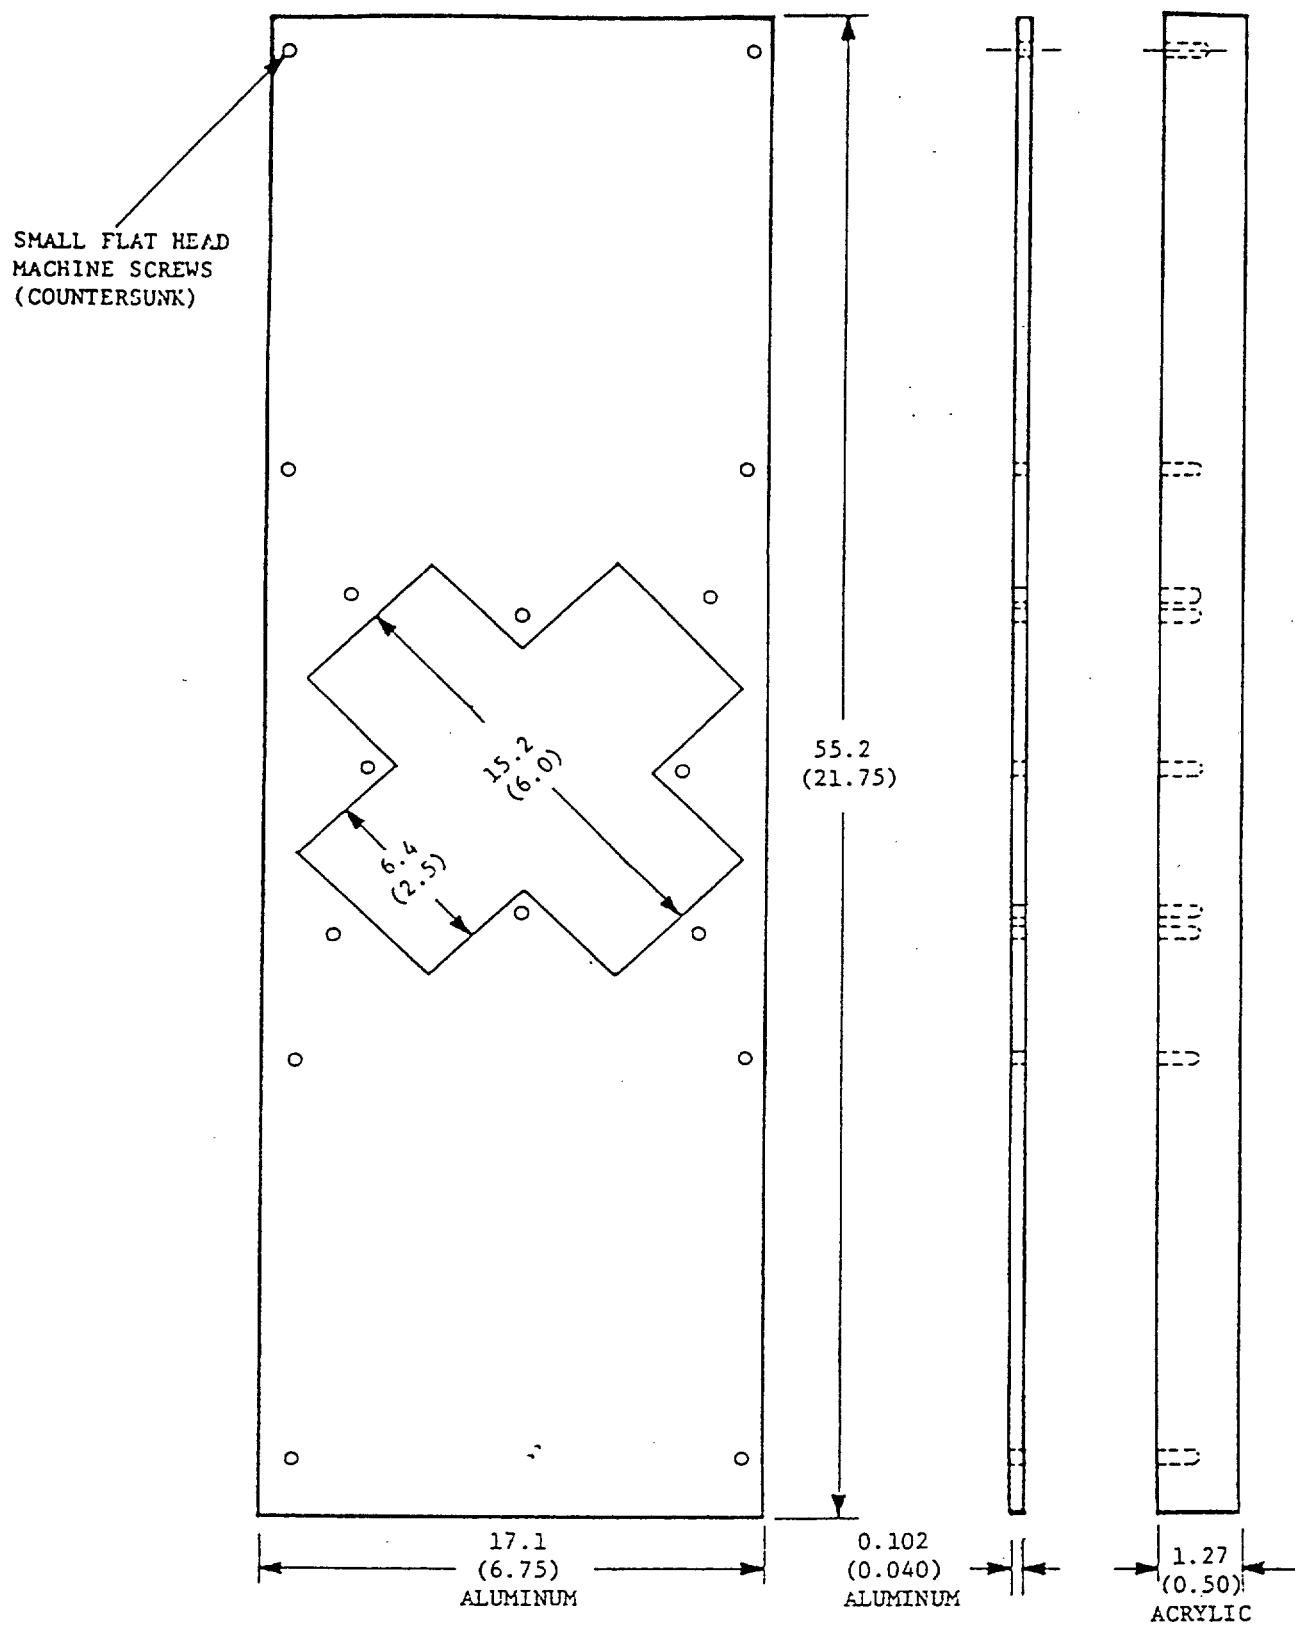 SMALL FLAT HEAD
MACHINE SCREWS
(COUNTERSUNK)
15.2
(6.0)
55.2
(21.75)
6.4
(2.5)
17.1
(6.75)
ALUMINUM
0.102
(0.040)
ALUMINUM
1.27
(0.50)
ACRYLIC